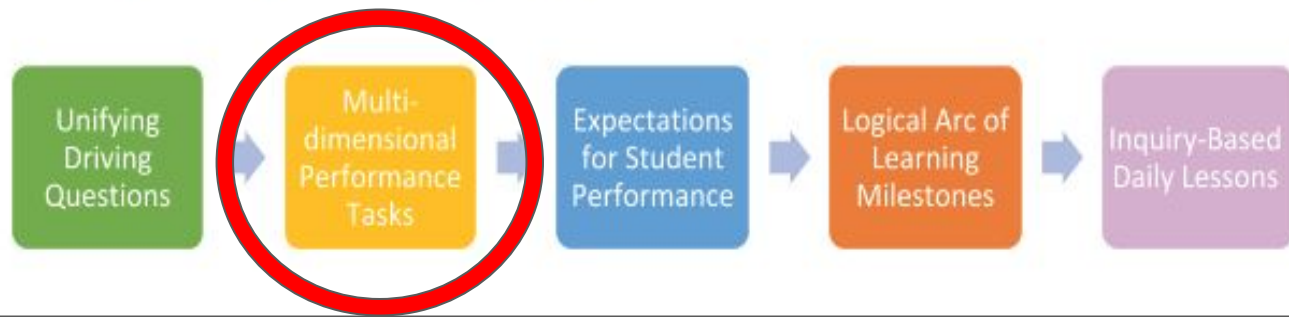 Unifying
Driving
Questions
Multi-
dimensional
Performance
Tasks
Expectations
for Student
Performance
Logical Arc of
Learning
Milestones
Inquiry-Based
Daily Lessons